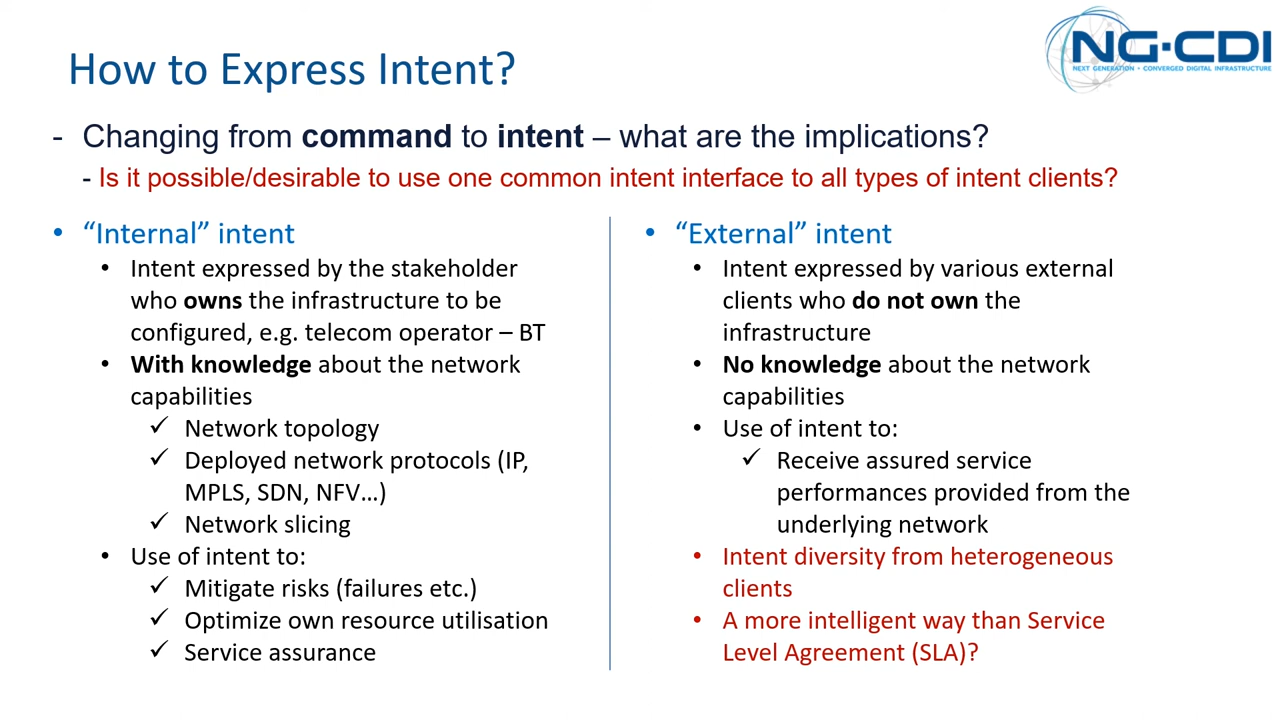 NG-CDI
NEXT GENERATION • CONVERGED DIGITAL INFRASTRUCTURE
How to Express Intent?
- Changing from command to intent – what are the implications?
- Is it possible/desirable to use one common intent interface to all types of intent clients?
• “Internal” intent
• Intent expressed by the stakeholder
who owns the infrastructure to be
configured, e.g. telecom operator – BT
• With knowledge about the network
capabilities
✓ Network topology
✓ Deployed network protocols (IP,
MPLS, SDN, NFV…)
✓ Network slicing
• Use of intent to:
✓ Mitigate risks (failures etc.)
✓ Optimize own resource utilisation
✓ Service assurance
• “External” intent
• Intent expressed by various external
clients who do not own the
infrastructure
• No knowledge about the network
capabilities
• Use of intent to:
✓ Receive assured service
performances provided from the
underlying network
• Intent diversity from heterogeneous
clients
• A more intelligent way than Service
Level Agreement (SLA)?